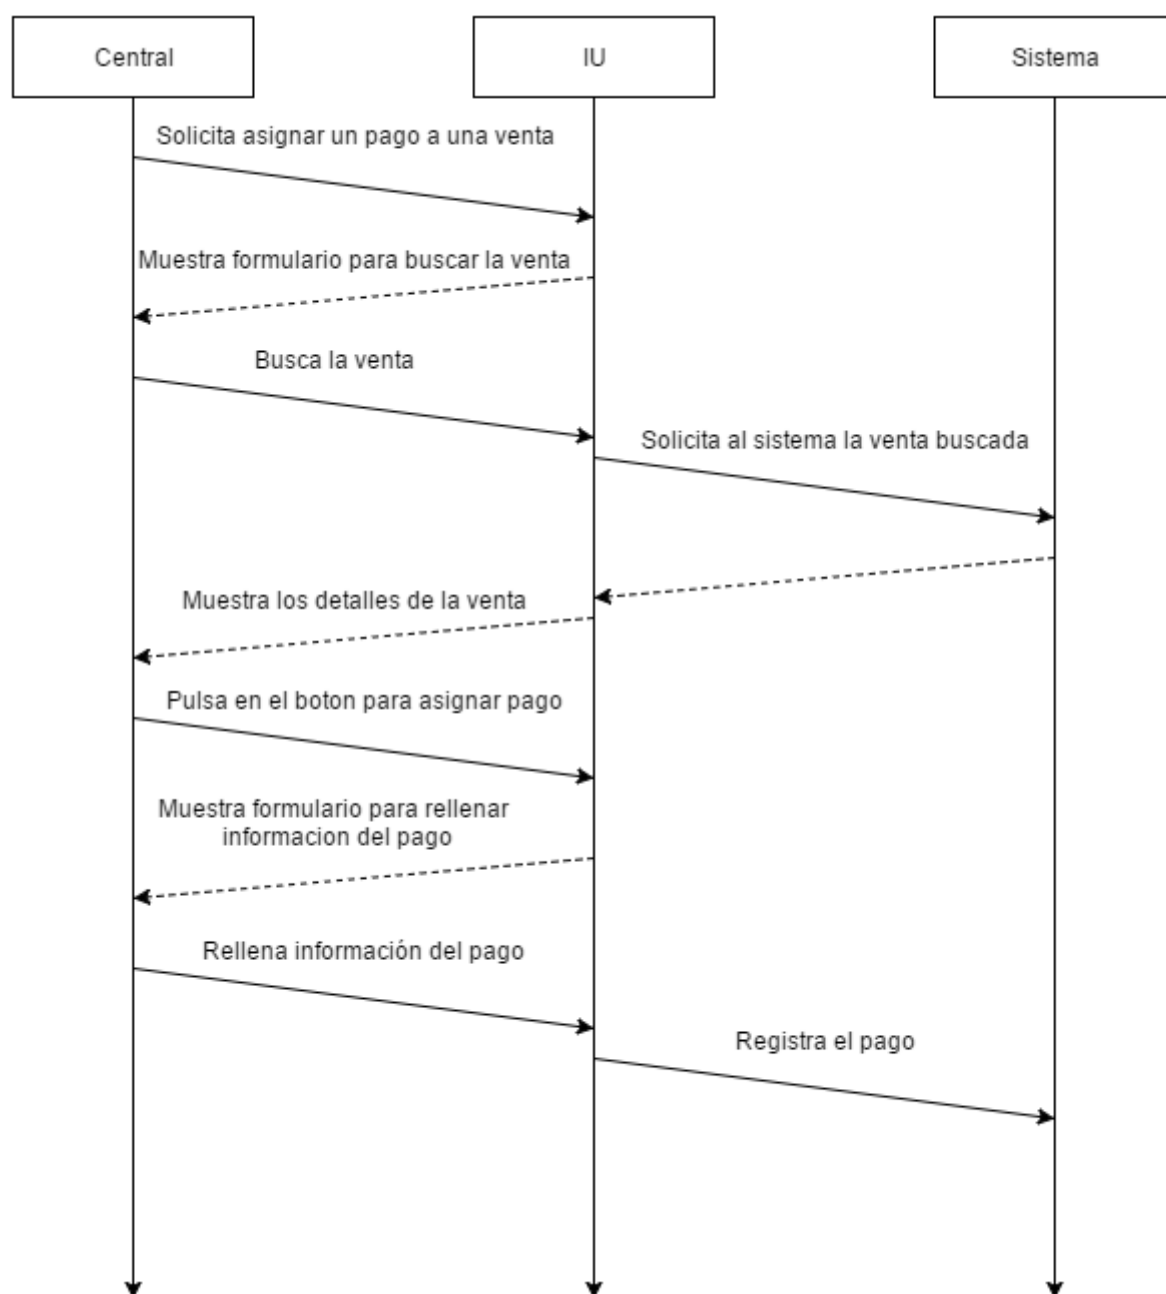 Central
IU
Sistema
Solicita asignar un pago a una venta
Muestra formulario para buscar la venta
Busca la venta
Solicita al sistema la venta buscada
Muestra los detalles de la venta
Pulsa en el boton para asignar pago
Muestra formulario para rellenar
informacion del pago
Rellena información del pago
Registra el pago